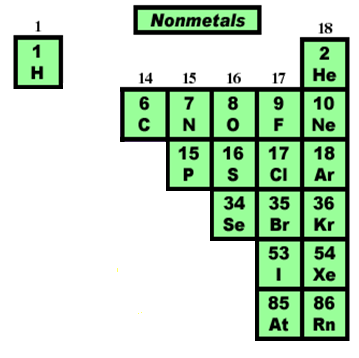 Nonmetals
1
18
1
H
2
He
14 15 16 17
6 7 8 9 10
C N O F Ne
15 16 17 18
P S Cl Ar
34 35 36
Se Br Kr
53 54
I Xe
85 86
At Rn